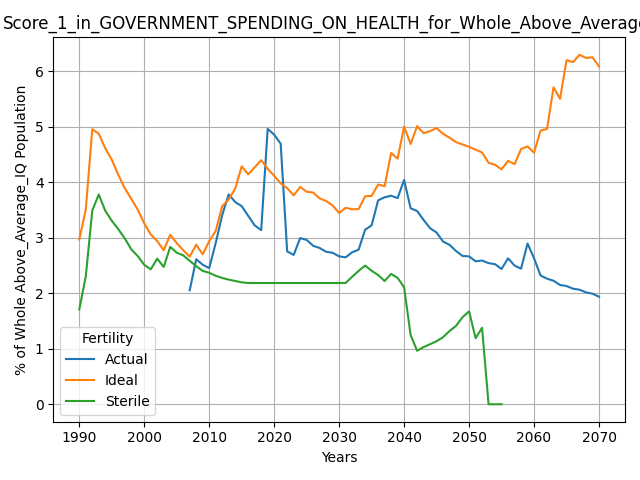 Score_1_in_GOVERNMENT_SPENDING_ON_HEALTH_for_Whole_Above_Average
% of Whole Above_Average_IQ Population
6
5
4
3
2
1
0
Fertility
Actual
Ideal
Sterile
1990 2000 2010 2020 2030 2040 2050 2060 2070
Years